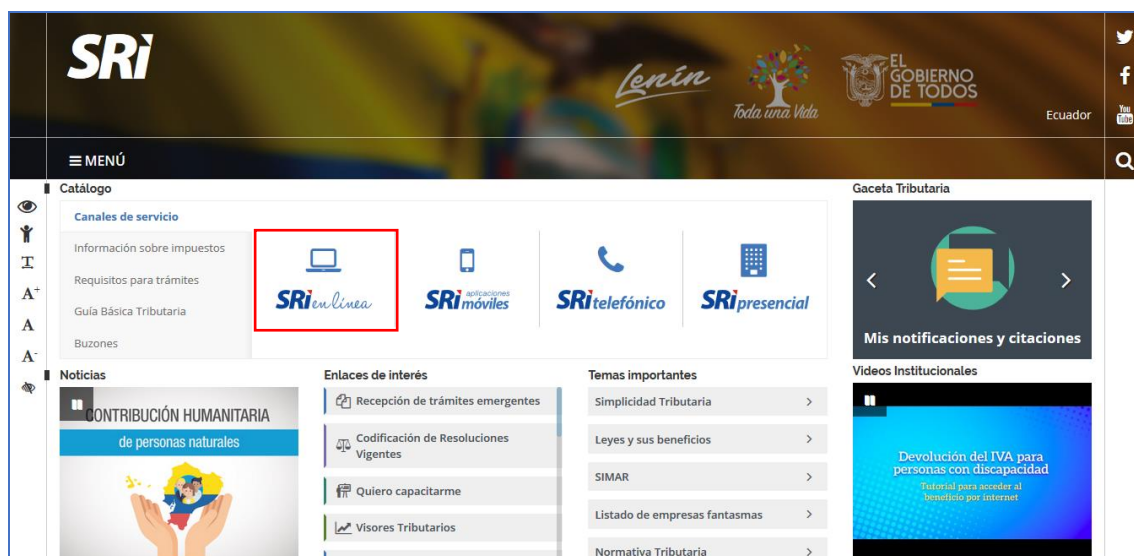 SRi
Lenín
Toda una Vida
EL
GOBIERNO
DE TODOS
Ecuador
You
Tube
MENÚ
Catálogo
Canales de servicio
Información sobre impuestos
Requisitos para trámites
Guía Básica Tributaria
Buzones
SRi en línea
SRi aplicaciones móviles
SRi telefónico
SRi presencial
Gaceta Tributaria
Mis notificaciones y citaciones
T
A+
A
A-
Noticias
CONTRIBUCIÓN HUMANITARIA
de personas naturales
Enlaces de interés
Recepción de trámites emergentes
Codificación de Resoluciones
Vigentes
Quiero capacitarme
Visores Tributarios
Temas importantes
Simplicidad Tributaria
Leyes y sus beneficios
SIMAR
Listado de empresas fantasmas
Normativa Tributaria
Videos Institucionales
Devolución del IVA para
personas con discapacidad
Tutorial para acceder al
beneficio por internet